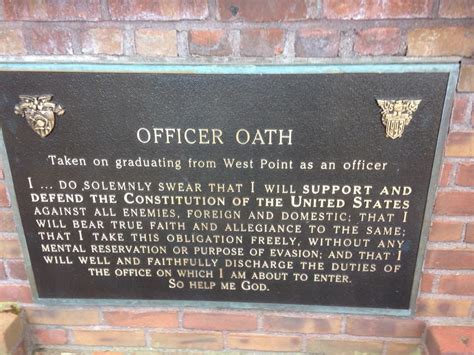 OFFICER OATH
Taken on graduating from West Point as an officer
I ... DO SOLEMNLY SWEAR THAT I WILL SUPPORT AND
DEFEND THE CONSTITUTION OF THE UNITED STATES
AGAINST ALL ENEMIES, FOREIGN AND DOMESTIC; THAT I
WILL BEAR TRUE FAITH AND ALLEGIANCE TO THE SAME;
THAT I TAKE THIS OBLIGATION FREELY, WITHOUT ANY
MENTAL RESERVATION OR PURPOSE OF EVASION; AND THAT I
WILL WELL AND FAITHFULLY DISCHARGE THE DUTIES OF
THE OFFICE ON WHICH I AM ABOUT TO ENTER.
SO HELP ME GOD.